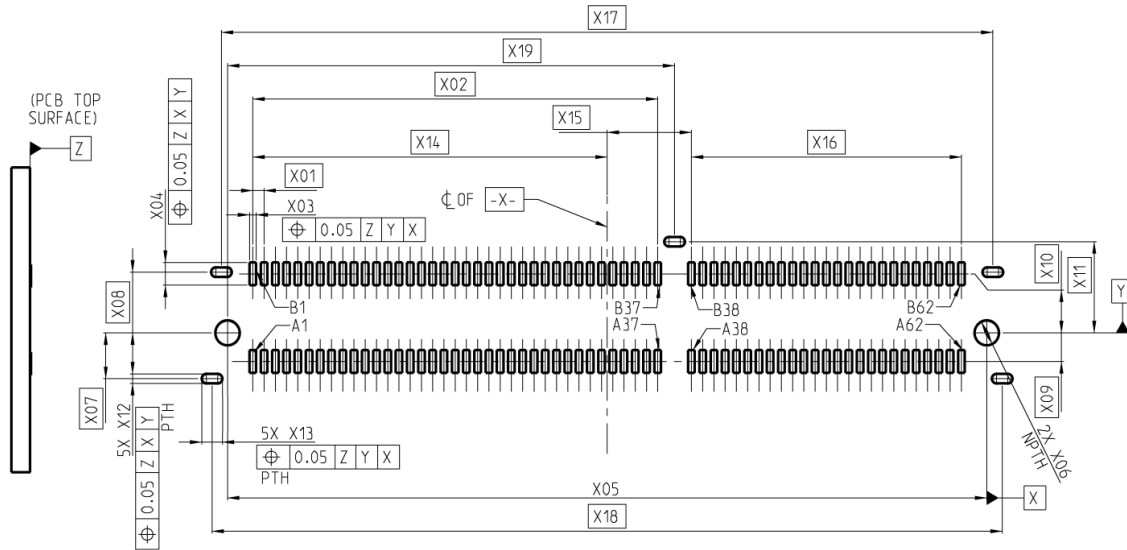 X17
X19
X02
X15
X14
X16
(PCB TOP
SURFACE)
Z
0.05 Z X Y
X04
X01
X03
0.05 Z Y X
℄ OF -X-
X10
X11
Y
X08
B1
B37
B38
B62
A1
A37
A38
A62
X07
5X X12
PTH
0.05 Z X Y
5X X13
0.05 Z Y X
PTH
X09
2X X06
NPTH
X05
X
X18